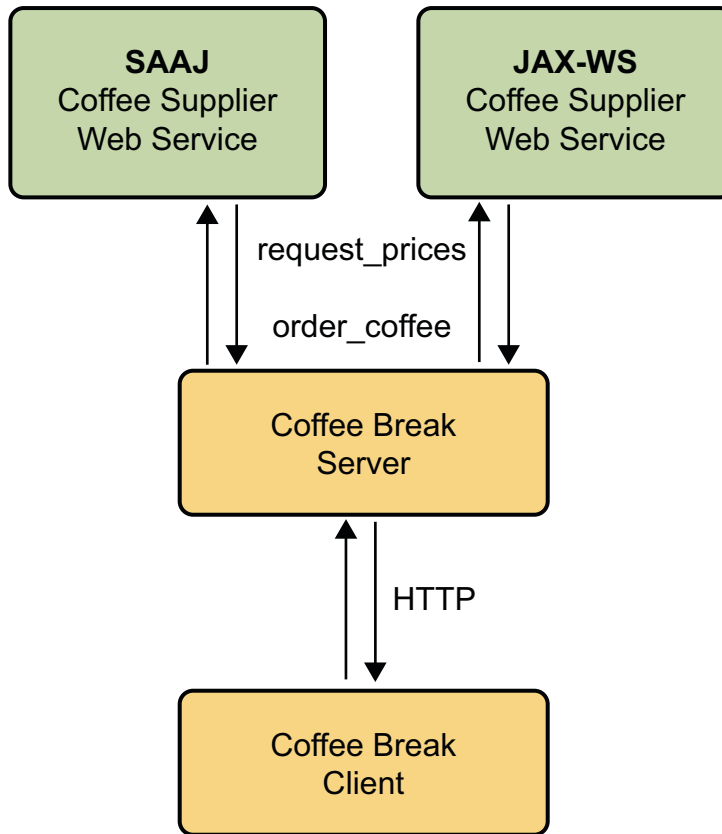 SAAJ
Coffee Supplier
Web Service
JAX-WS
Coffee Supplier
Web Service
request_prices
order_coffee
Coffee Break
Server
HTTP
Coffee Break
Client